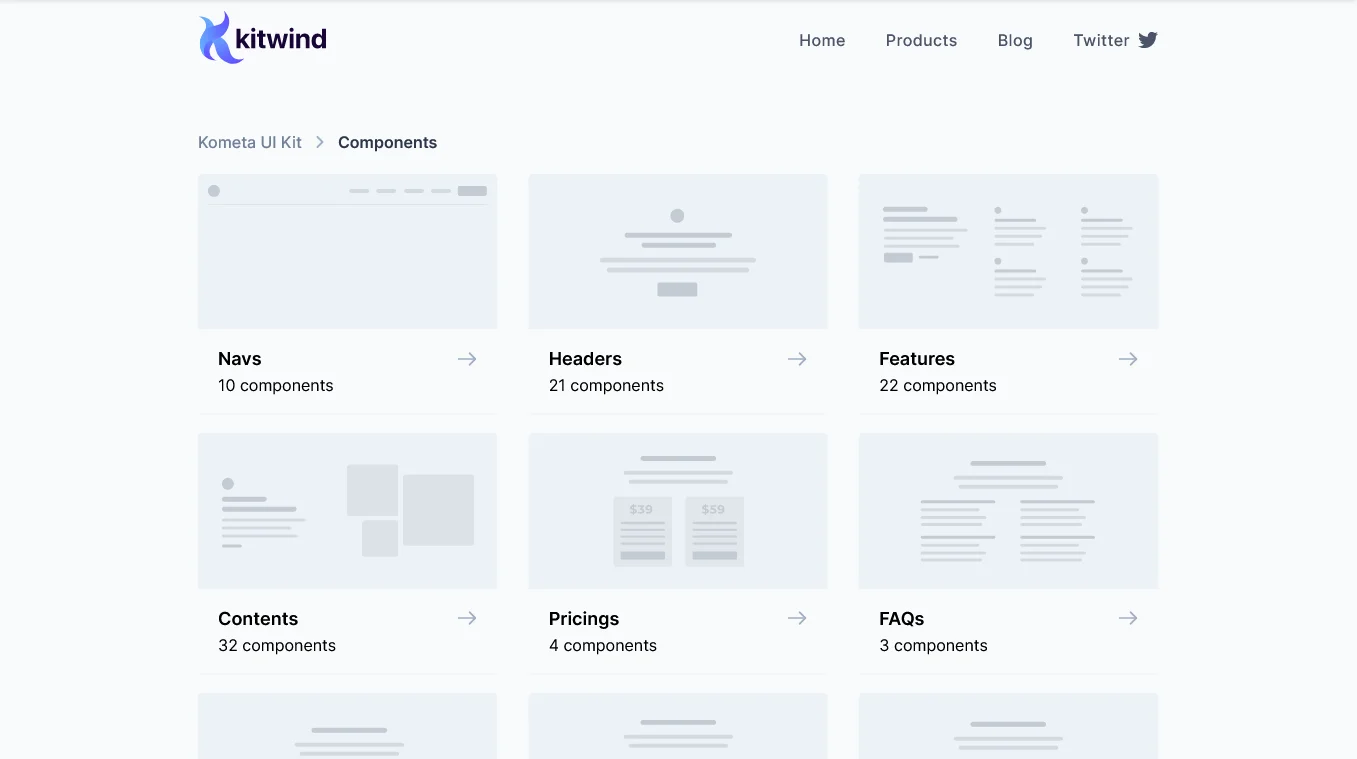 kitwind
Home Products Blog Twitter
Kometa UI Kit Components
Navs
10 components
Headers
21 components
Features
22 components
$39 $59
Contents
32 components
Pricings
4 components
FAQs
3 components